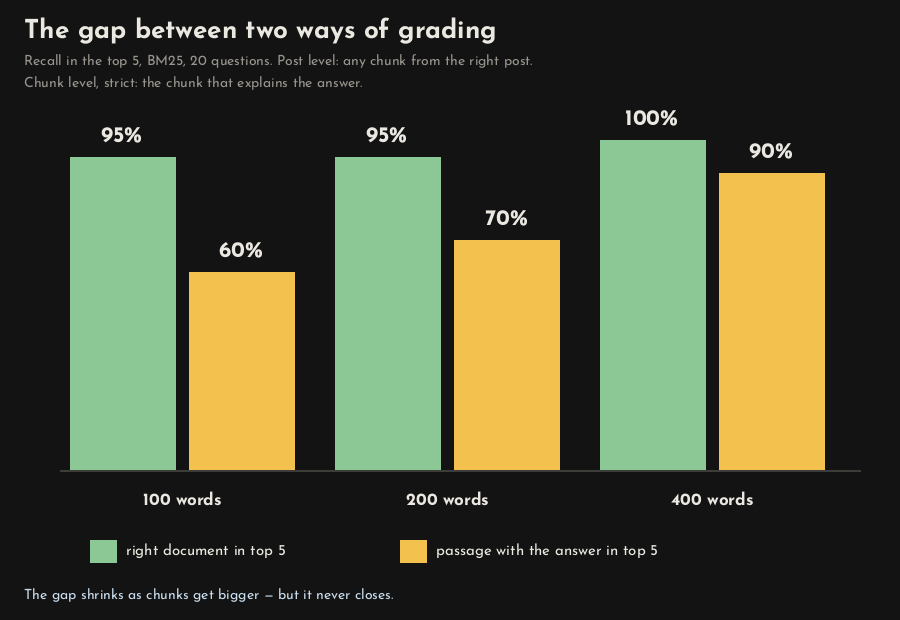 The gap between two ways of grading
Recall in the top 5, BM25, 20 questions. Post level: any chunk from the right post.
Chunk level, strict: the chunk that explains the answer.
95%
60%
95%
70%
100%
90%
100 words
200 words
400 words
right document in top 5
passage with the answer in top 5
The gap shrinks as chunks get bigger — but it never closes.